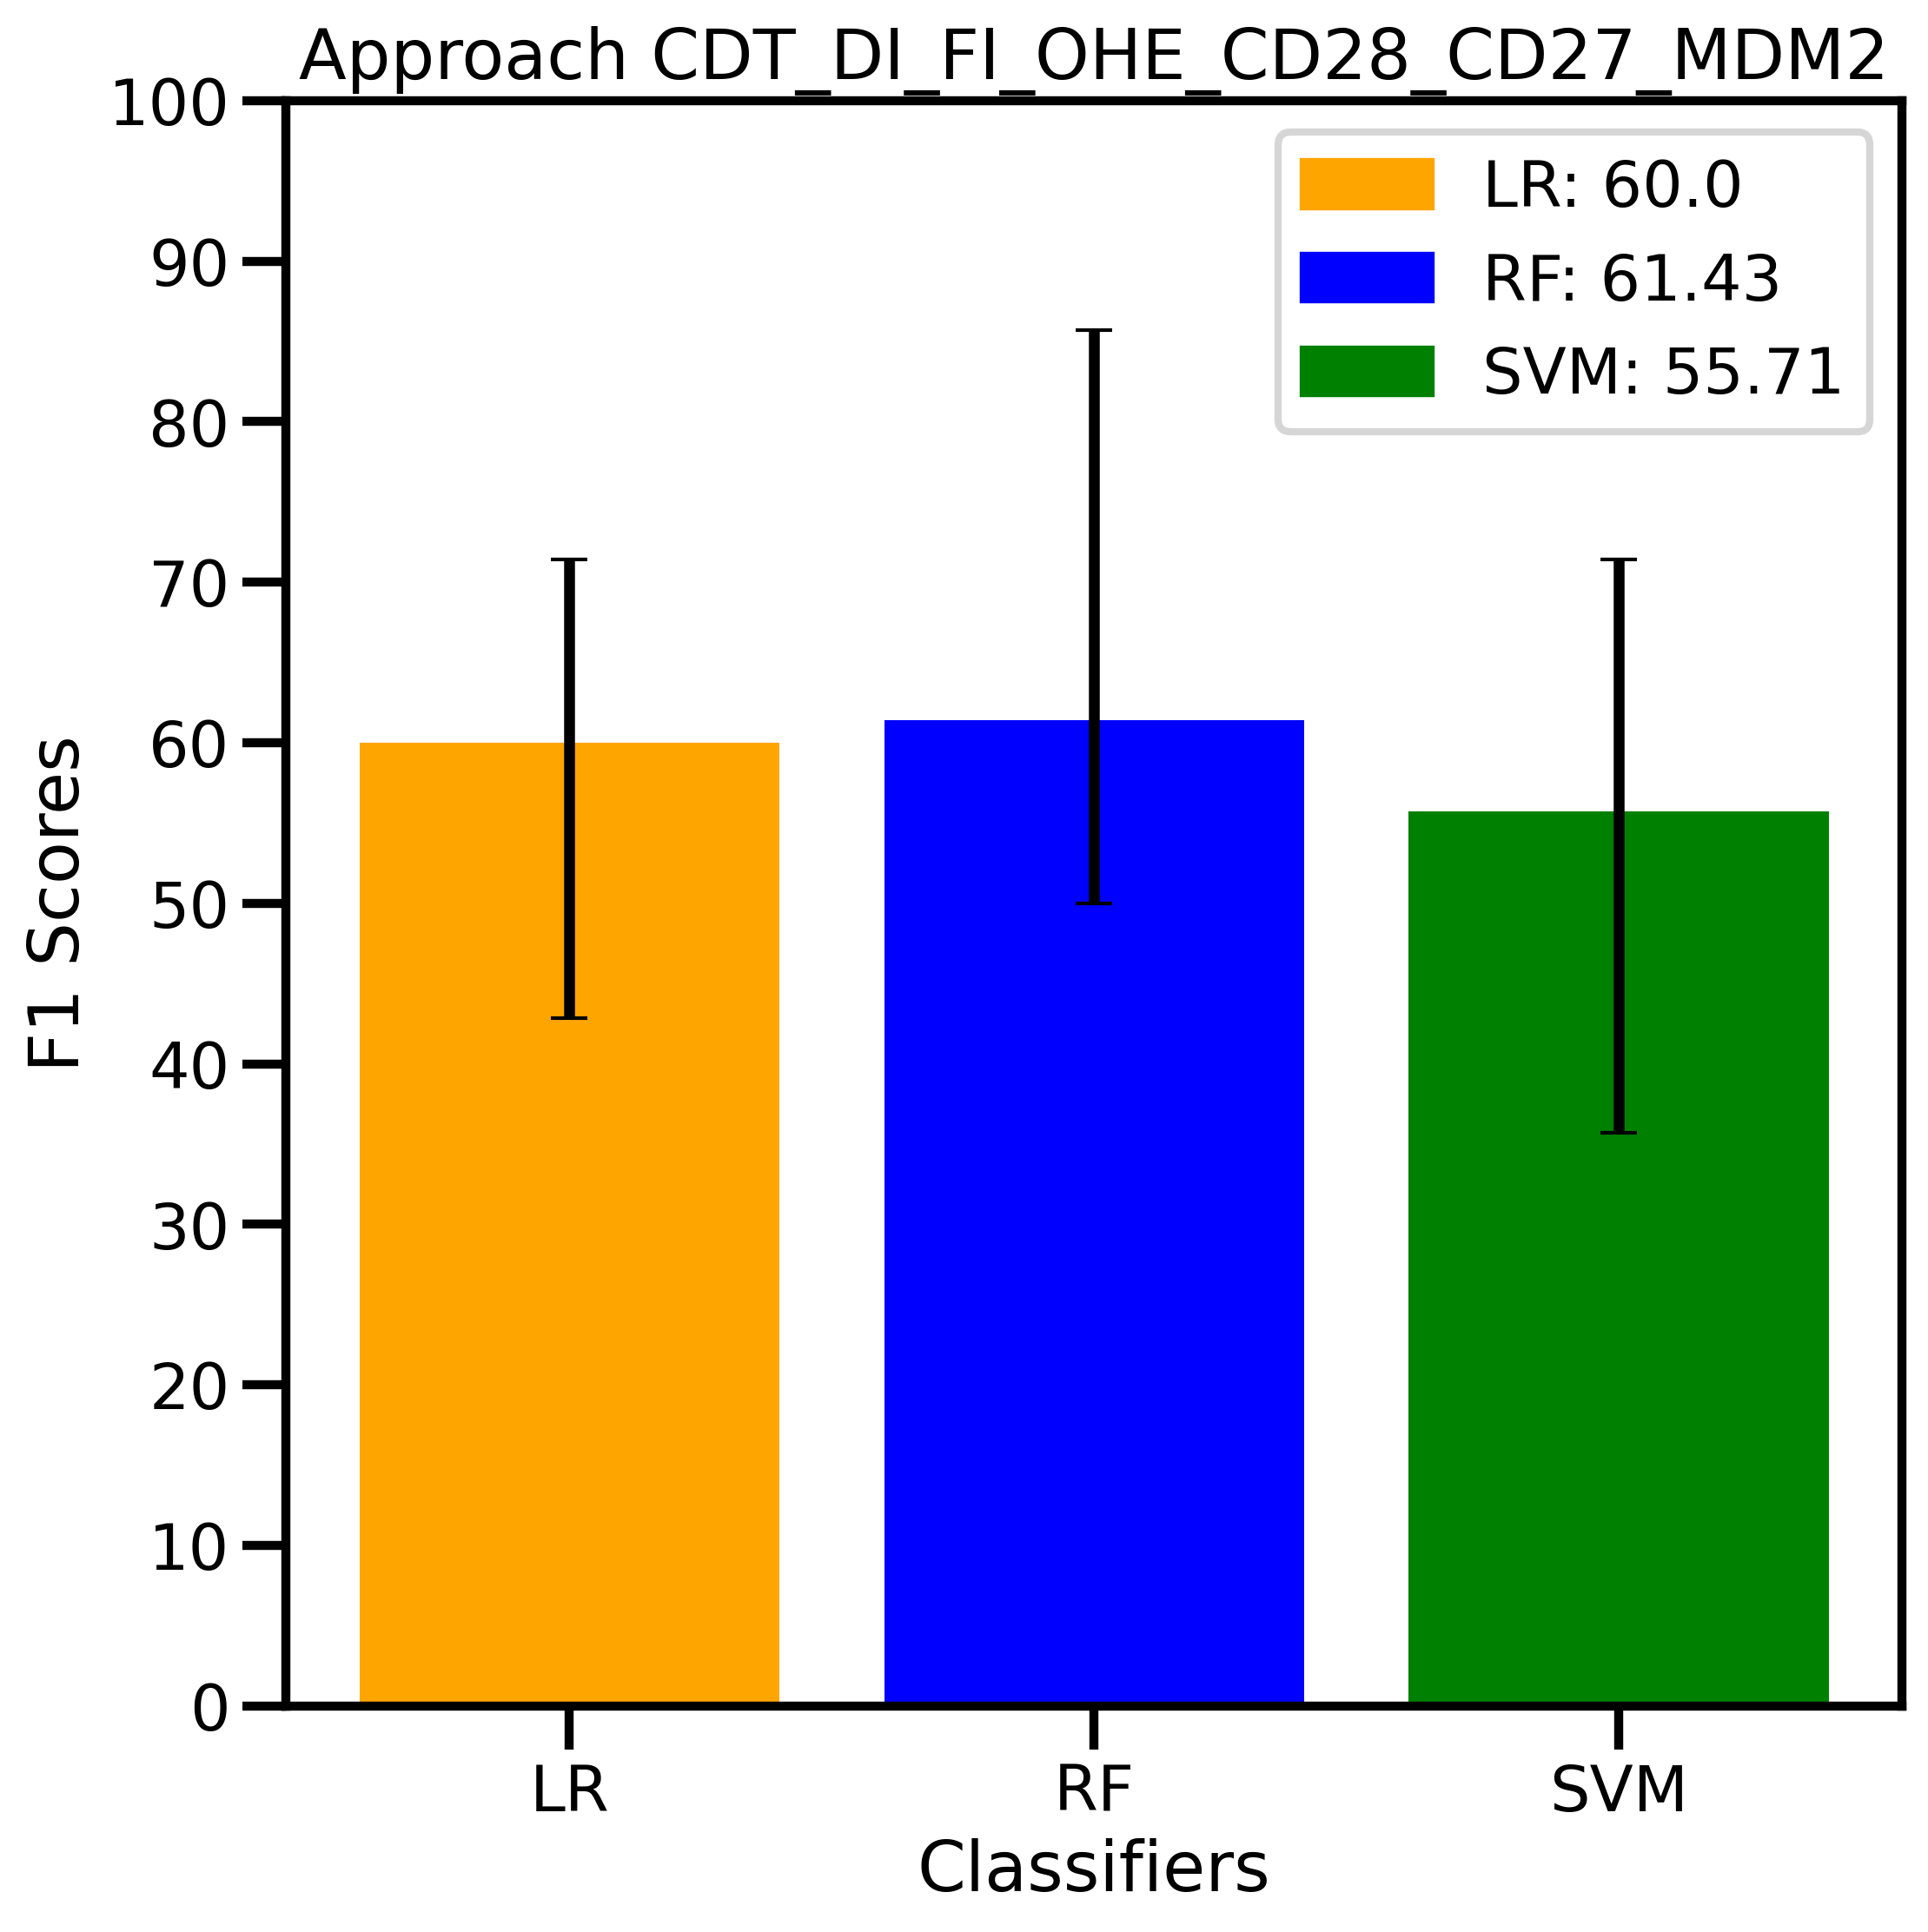 Approach CDT_DI_FI_OHE_CD28_CD27_MDM2
100
90
80
70
60
50
40
30
20
10
0
F1 Scores
LR: 60.0
RF: 61.43
SVM: 55.71
LR
RF
SVM
Classifiers